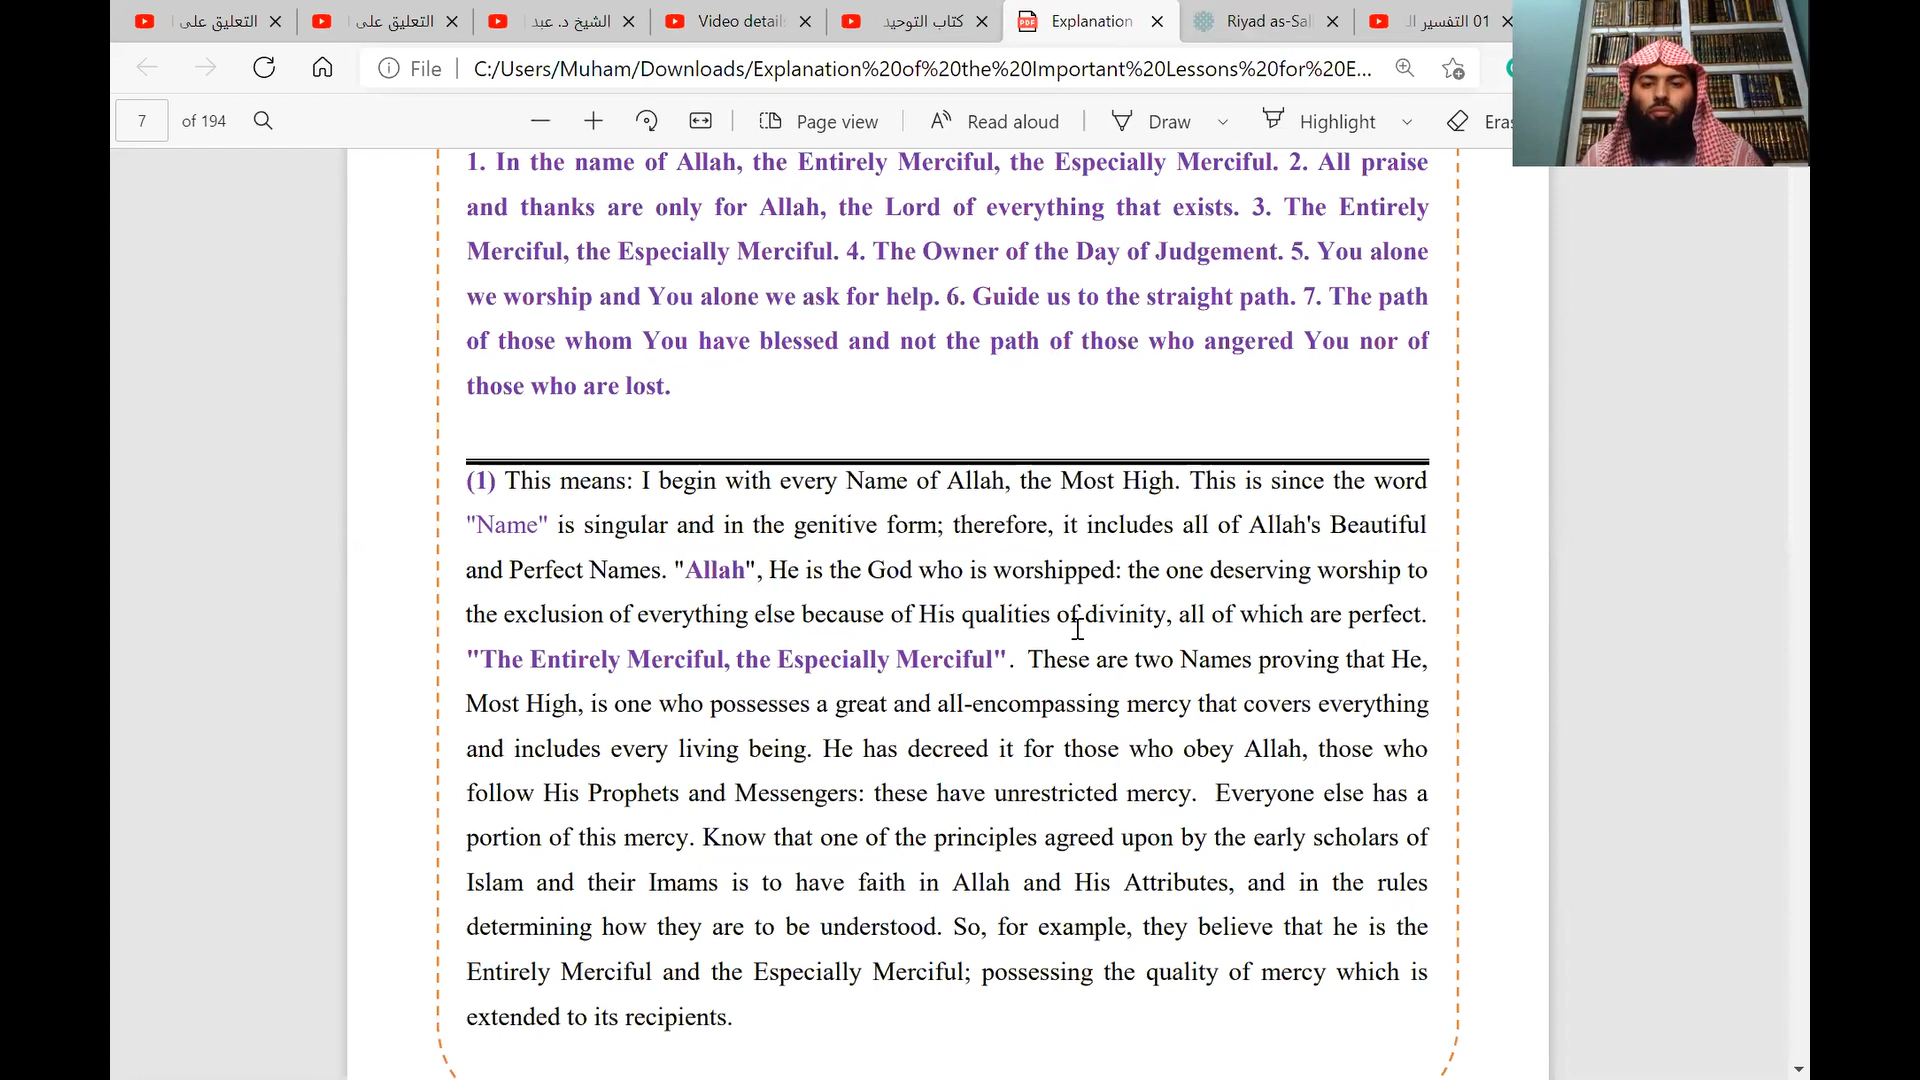 التعليق على
التعليق على
الشيخ د. عبد
Video detail
كتاب التوحيد
Explanation
Riyad as-Sal
01 التفسير ال
File
C:/Users/Muham/Downloads/Explanation%20of%20the%20Important%20Lessons%20for%20E...
7
of 194
Page view
Read aloud
Draw
Highlight
Eras
1. In the name of Allah, the Entirely Merciful, the Especially Merciful. 2. All praise
and thanks are only for Allah, the Lord of everything that exists. 3. The Entirely
Merciful, the Especially Merciful. 4. The Owner of the Day of Judgement. 5. You alone
we worship and You alone we ask for help. 6. Guide us to the straight path. 7. The path
of those whom You have blessed and not the path of those who angered You nor of
those who are lost.
(1) This means: I begin with every Name of Allah, the Most High. This is since the word
"Name" is singular and in the genitive form; therefore, it includes all of Allah's Beautiful
and Perfect Names. "Allah", He is the God who is worshipped: the one deserving worship to
the exclusion of everything else because of His qualities of divinity, all of which are perfect.
"The Entirely Merciful, the Especially Merciful". These are two Names proving that He,
Most High, is one who possesses a great and all-encompassing mercy that covers everything
and includes every living being. He has decreed it for those who obey Allah, those who
follow His Prophets and Messengers: these have unrestricted mercy. Everyone else has a
portion of this mercy. Know that one of the principles agreed upon by the early scholars of
Islam and their Imams is to have faith in Allah and His Attributes, and in the rules
determining how they are to be understood. So, for example, they believe that he is the
Entirely Merciful and the Especially Merciful; possessing the quality of mercy which is
extended to its recipients.